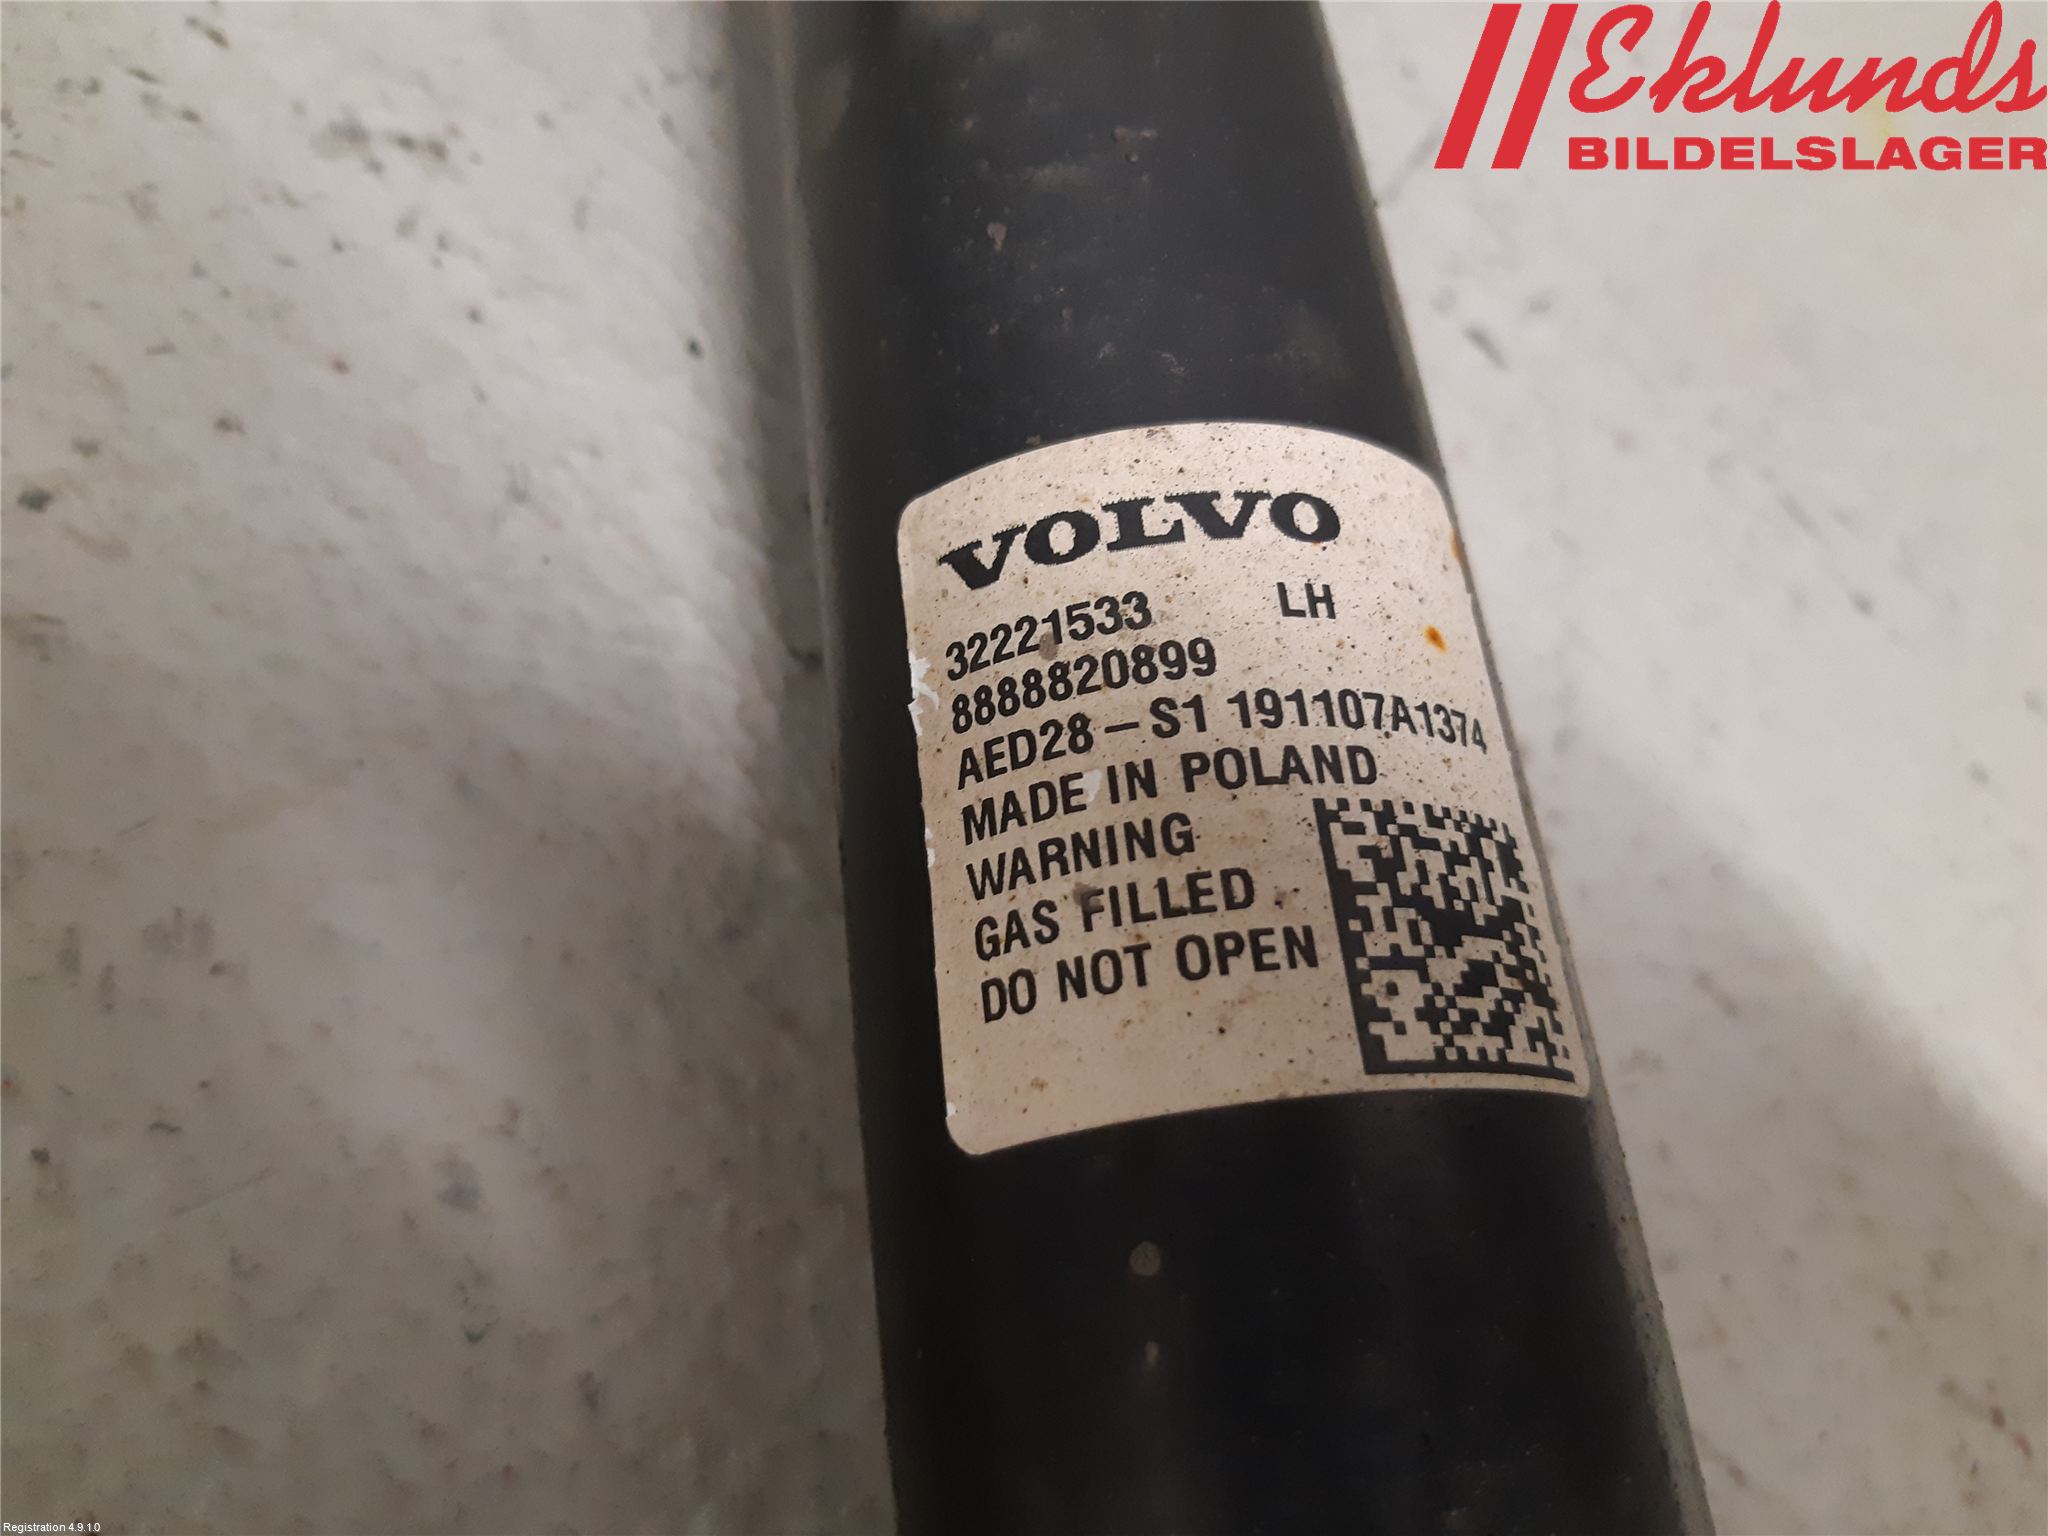 Eklunds
BILDELSLAGER
VOLVO
32221533 LH
8888820899
AED28-S1 191107A1374
MADE IN POLAND
WARNING
GAS FILLED
DO NOT OPEN
Registration 4.9.1.0